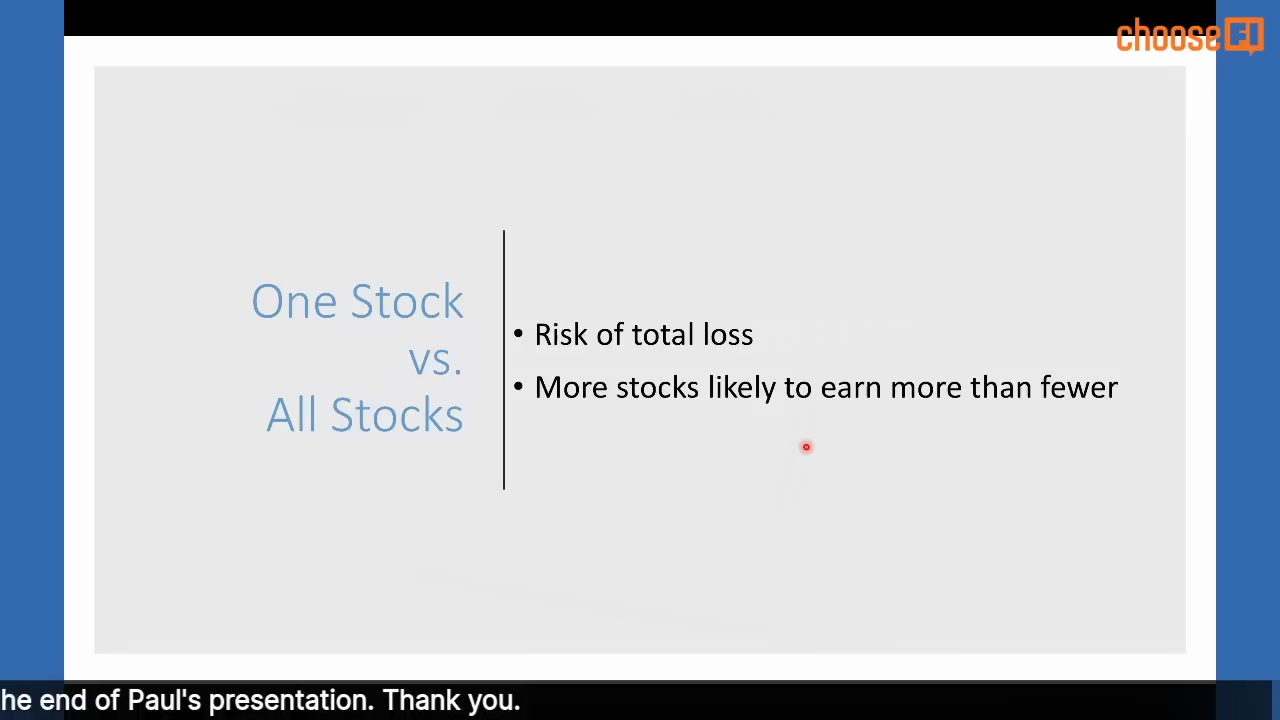 chooseFI
One Stock
vs.
All Stocks
• Risk of total loss
• More stocks likely to earn more than fewer
he end of Paul's presentation. Thank you.